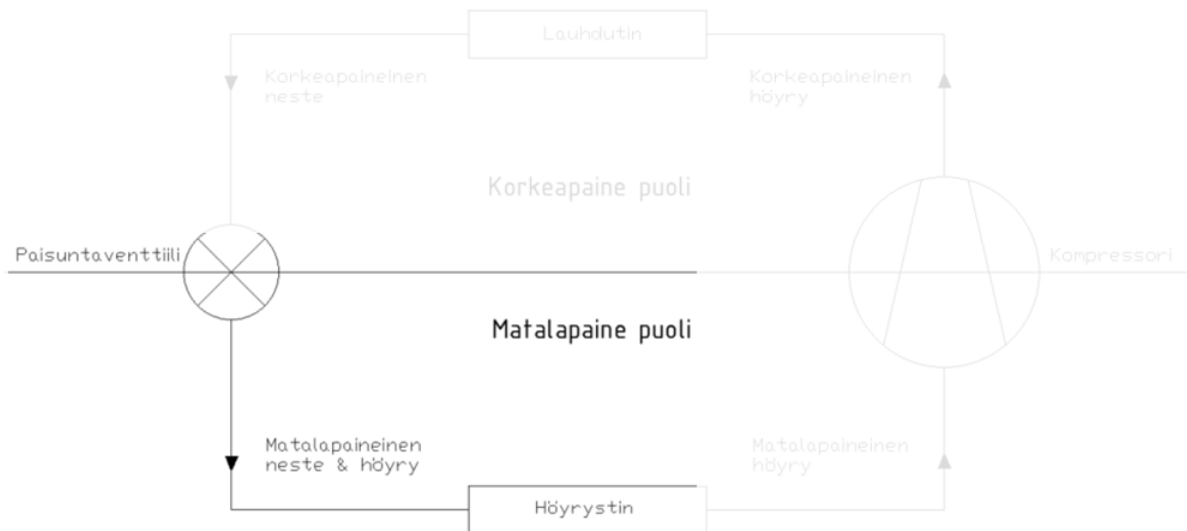 Lauhdutin
Korkeapaineinen
neste
Korkeapaineinen
höyry
Korkeapaine puoli
Paisuntaventtiili
Kompressori
Matalapaine puoli
Matalapaineinen
neste & höyry
Matalapaineinen
höyry
Höyrystin